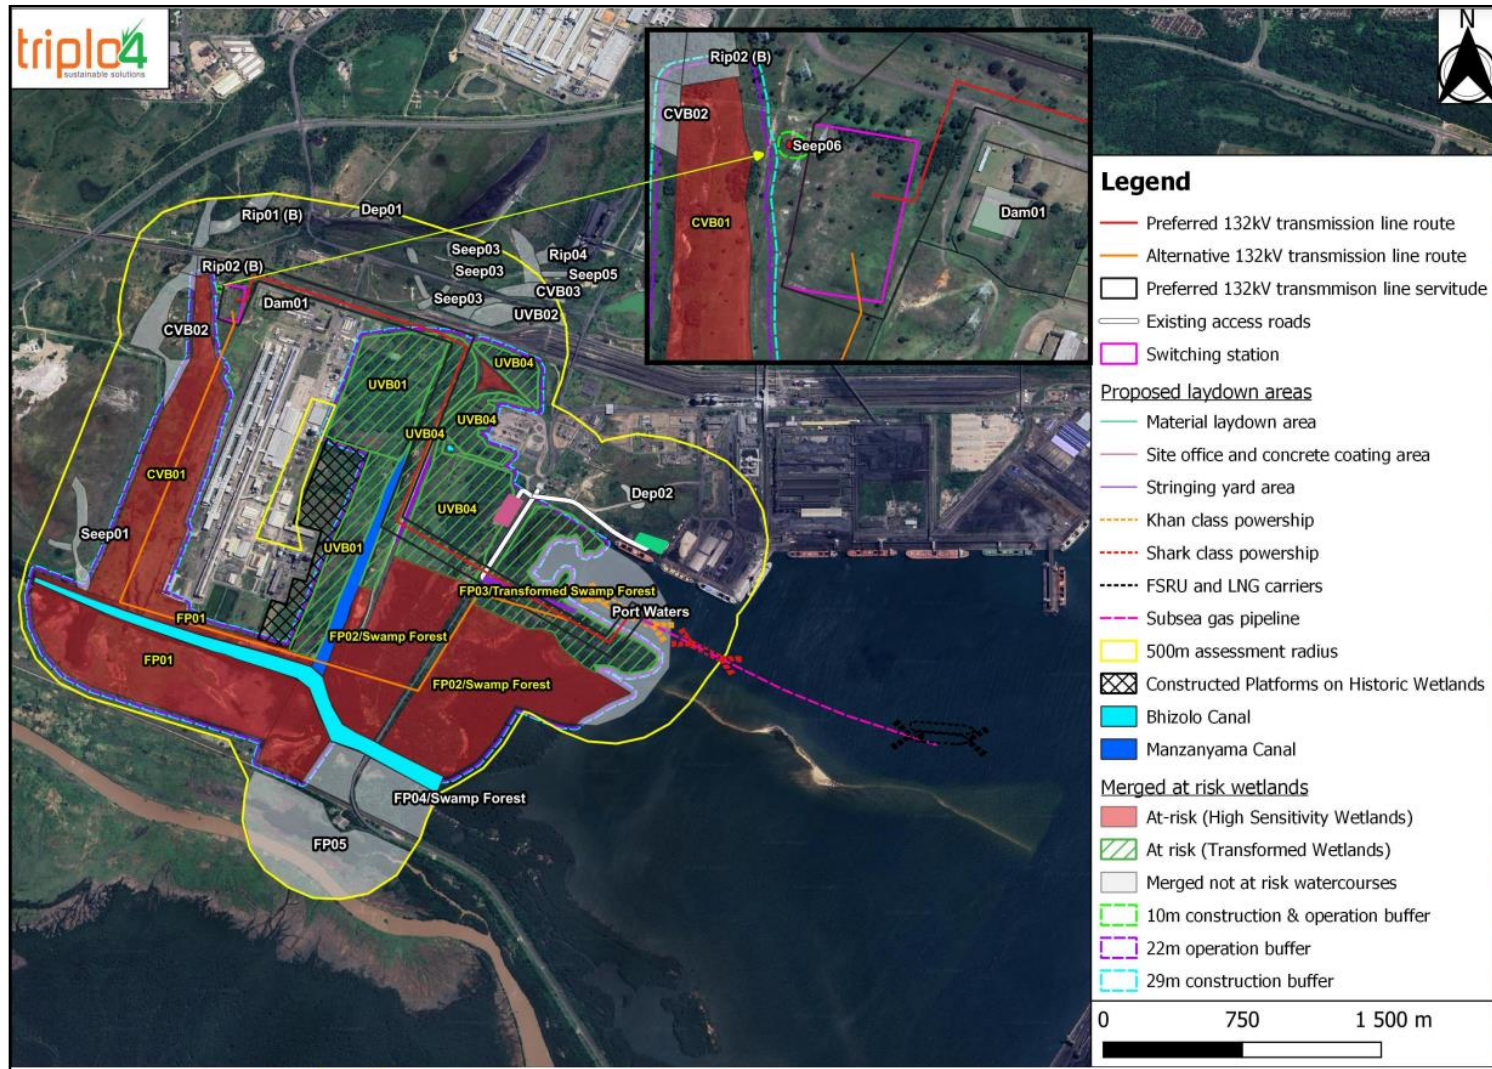 triplo4
sustainable solutions
N
Rip02 (B)
CVB02
Seep06
CVB01
Dam01
Rip01 (B)
Dep01
Seep03
Rip04
Seep03
Seep05
Rip02 (B)
CVB03
Dam01
Seep03
UVB02
CVB02
UVB04
UVB01
UVB04
UVB04
CVB01
Dep02
UVB04
Seep01
UVB01
FP03/Transformed Swamp Forest
Port Waters
FP01
FP02/Swamp Forest
FP01
FP02/Swamp Forest
FP04/Swamp Forest
FP05
Legend
Preferred 132kV transmission line route
Alternative 132kV transmission line route
Preferred 132kV transmmison line servitude
Existing access roads
Switching station
Proposed laydown areas
Material laydown area
Site office and concrete coating area
Stringing yard area
Khan class powership
Shark class powership
FSRU and LNG carriers
Subsea gas pipeline
500m assessment radius
Constructed Platforms on Historic Wetlands
Bhizolo Canal
Manzanyama Canal
Merged at risk wetlands
At-risk (High Sensitivity Wetlands)
At risk (Transformed Wetlands)
Merged not at risk watercourses
10m construction & operation buffer
22m operation buffer
29m construction buffer
0 750 1 500 m